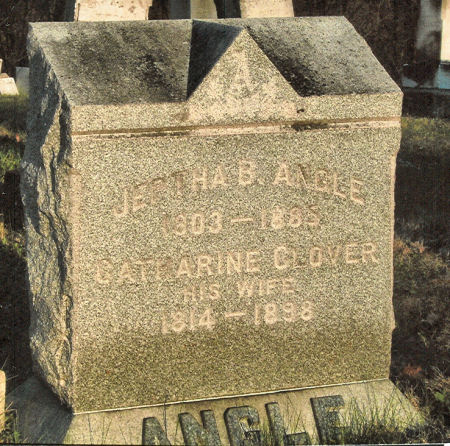 A
JEPTHA B. ANGLE
1803 — 1885
CATHARINE CLOVER
HIS WIFE
1814 — 1898
ANGLE